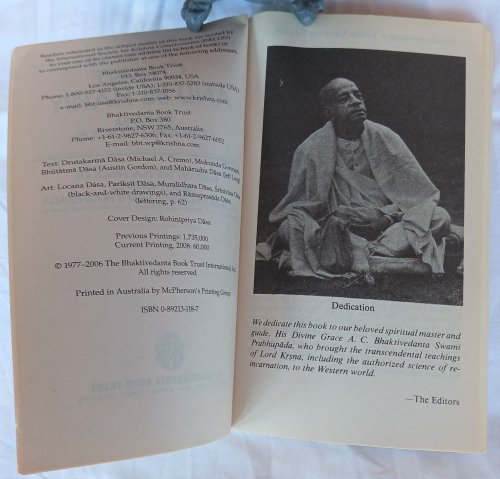 Readers interested in the subject matter of this book are invited by
The International Society for Krishna Consciousness (ISKCON)
to visit one of its centers (see address list in back of book) or
to correspond with the publisher at one of the following addresses.
Bhaktivedanta Book Trust
P.O. Box 34074
Los Angeles, California 90034, USA
Phone: 1-800-927-4152 (inside USA); 1-310-837-5283 (outside USA)
Fax: 1-310-837-1056
e-mail: bbt.usa@krishna.com; www.krishna.com
Bhaktivedanta Book Trust
P.O. Box 380
Riverstone, NSW 2765, Australia
Phone: +61-2-9627-6306; Fax: +61-2-9627-6052
E-mail: bbt.wp@krishna.com
Text: Drutakarmā Dāsa (Michael A. Cremo), Mukunda Goswami,
Bhūtātmā Dāsa (Austin Gordon), and Mahārudra Dāsa (Jeff Long)
Art: Locana Dāsa, Parīkṣit Dāsa, Muralīdhara Dāsa, Śrīnivāsa Dāsa
(black-and-white drawings), and Rāmaprasāda Dāsa
(lettering, p. 62)
Cover Design: Rohinīpriya Dāsa
Previous Printings: 1,735,000
Current Printing, 2008: 60,000
© 1977–2006 The Bhaktivedanta Book Trust International, Inc.
All rights reserved
Printed in Australia by McPherson's Printing Group
ISBN 0-89213-118-7
Dedication
We dedicate this book to our beloved spiritual master and
guide, His Divine Grace A. C. Bhaktivedanta Swami
Prabhupāda, who brought the transcendental teachings
of Lord Kṛṣṇa, including the authorized science of re-
incarnation, to the Western world.
—The Editors